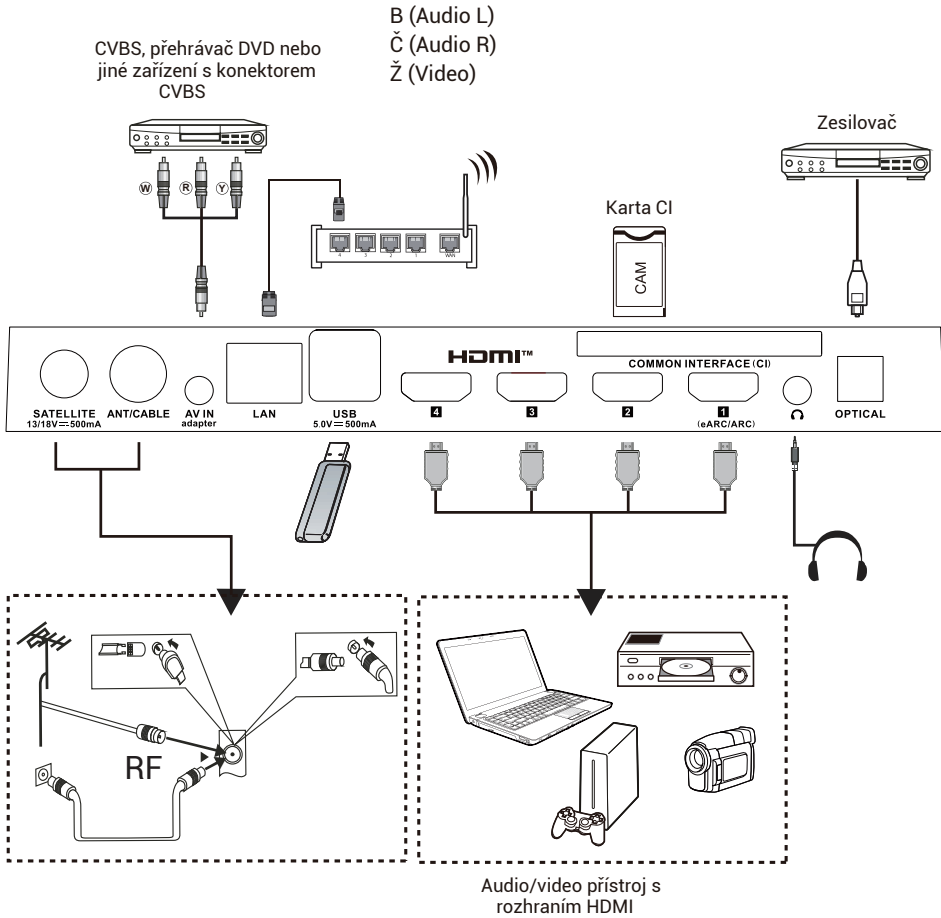 B (Audio L)
Č (Audio R)
Ž (Video)
CVBS, přehrávač DVD nebo
jiné zařízení s konektorem
CVBS
Zesilovač
W R Y
Karta CI
4 3 2 1 WAN
CAM
HDMI™
COMMON INTERFACE (CI)
SATELLITE
13/18V⎓500mA
ANT/CABLE
AV IN
adapter
LAN
USB
5.0V⎓500mA
4 3 2 1
(eARC/ARC)
OPTICAL
RF
Audio/video přístroj s
rozhraním HDMI